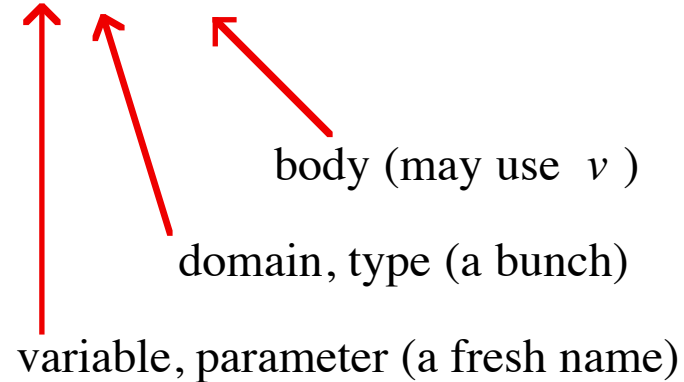 body (may use v )
domain, type (a bunch)
variable, parameter (a fresh name)